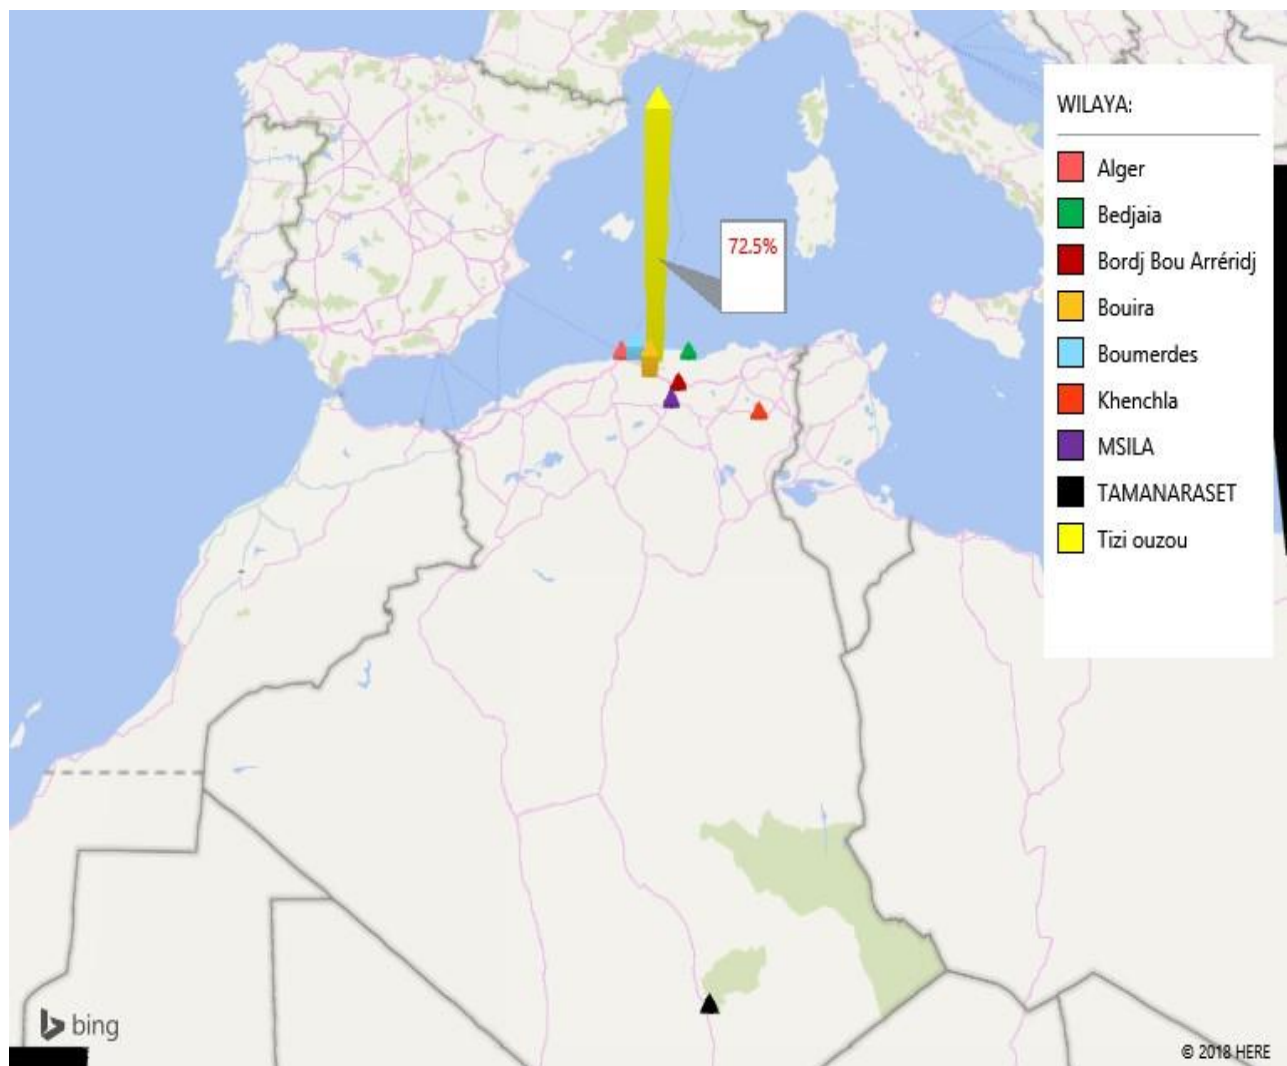 WILAYA:
Alger
Bedjaia
Bordj Bou Arréridj
Bouira
Boumerdes
Khenchla
MSILA
TAMANARASET
Tizi ouzou
72.5%
bing
© 2018 HERE